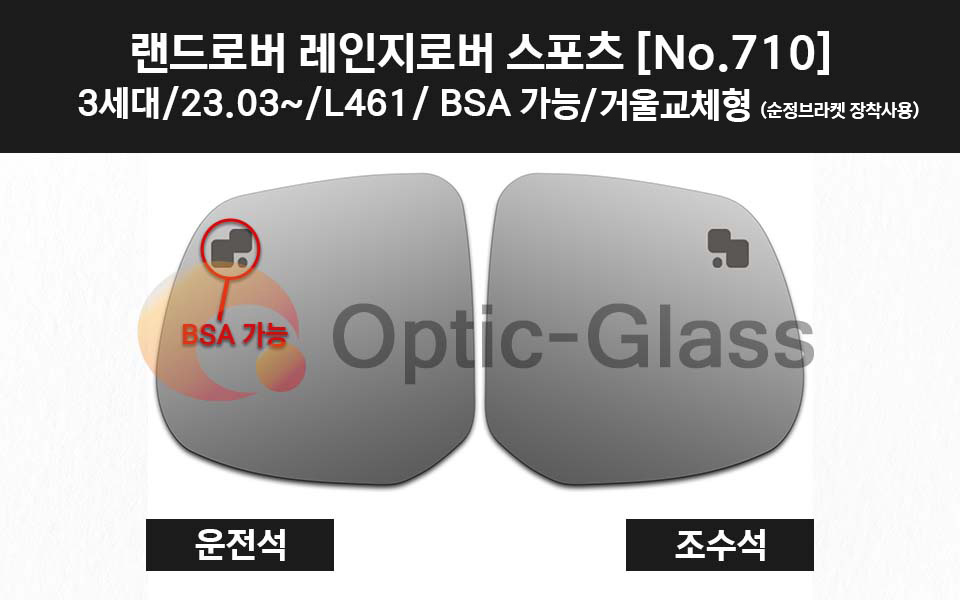 랜드로버 레인지로버 스포츠 [No.710]
3세대/23.03~/L461/ BSA 가능/거울교체형 (순정브라켓 장착사용)
BSA 가능
Optic-Glass
운전석
조수석